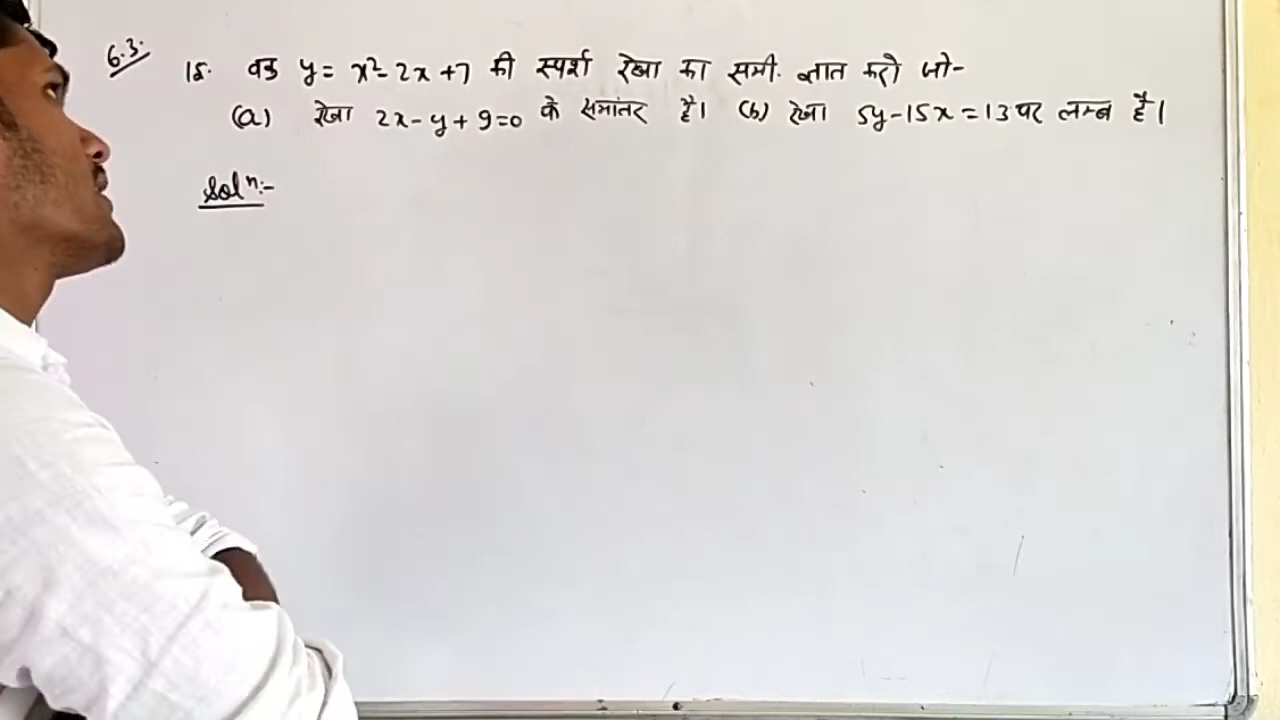 6.3.
15. वक्र y = x² - 2x + 7 की स्पर्श रेखा का समी. ज्ञात करो जो-
(a) रेखा 2x - y + 9 = 0 के समांतर है। (b) रेखा 5y - 15x = 13 पर लम्ब है।
Solⁿ:-